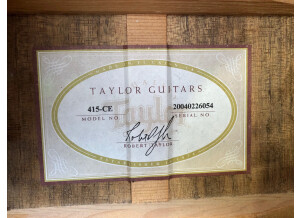 TAYLOR GUITARS
415-CE 20040226054
MODEL NO. SERIAL NO.
ROBERT TAYLOR